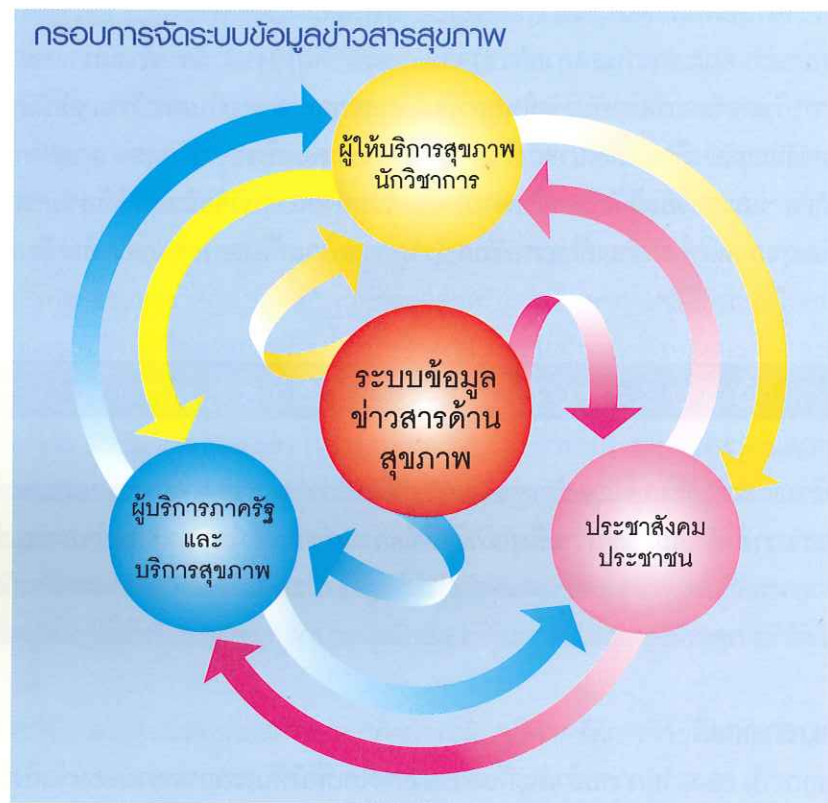 กรอบการจัดระบบข้อมูลข่าวสารสุขภาพ
ผู้ให้บริการสุขภาพ
นักวิชาการ
ระบบข้อมูล
ข่าวสารด้าน
สุขภาพ
ผู้บริการภาครัฐ
และ
บริการสุขภาพ
ประชาสังคม
ประชาชน